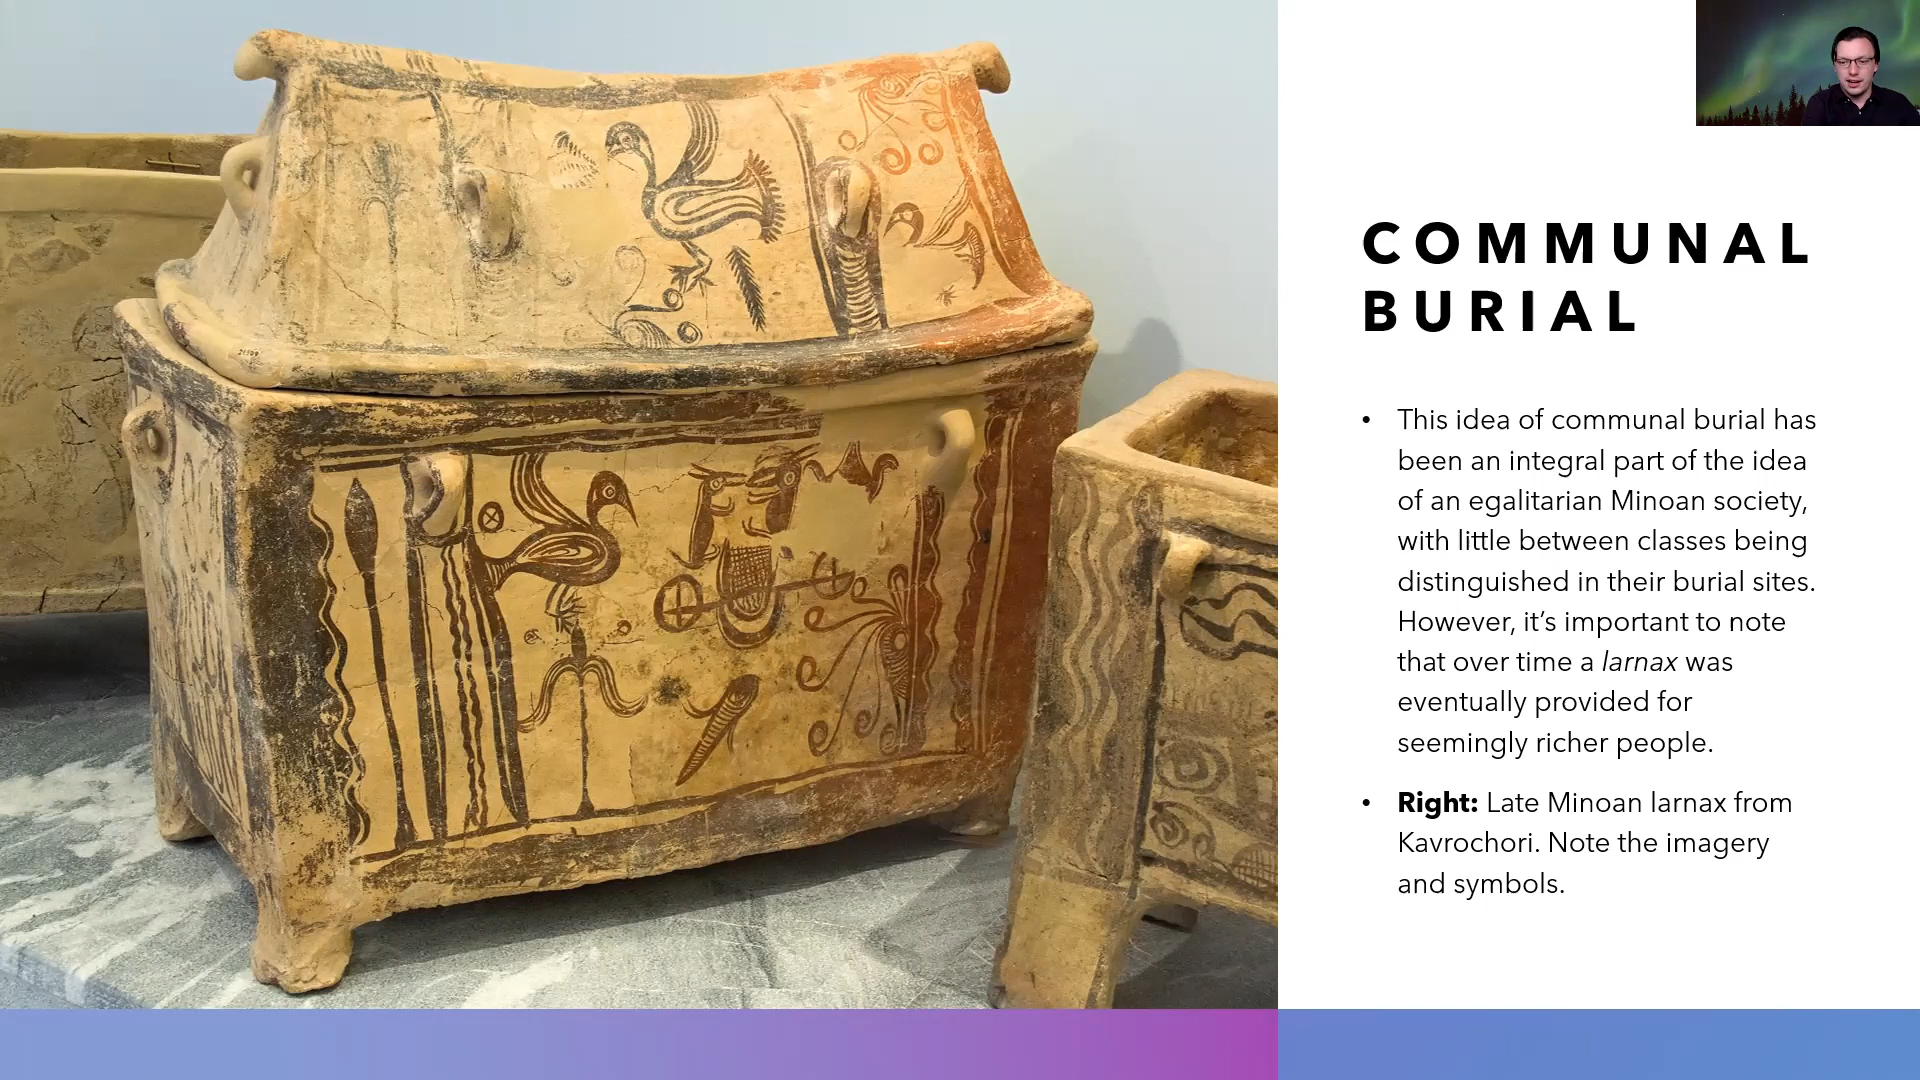 COMMUNAL
BURIAL
• This idea of communal burial has
been an integral part of the idea
of an egalitarian Minoan society,
with little between classes being
distinguished in their burial sites.
However, it’s important to note
that over time a larnax was
eventually provided for
seemingly richer people.
• Right: Late Minoan larnax from
Kavrochori. Note the imagery
and symbols.